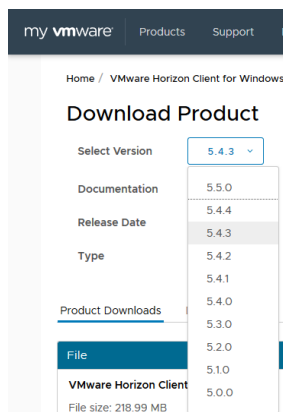 my vmware Products Support
Home / VMware Horizon Client for Windows
Download Product
Select Version 5.4.3
Documentation 5.5.0
5.4.4
Release Date
5.4.3
Type 5.4.2
5.4.1
5.4.0
Product Downloads
5.3.0
5.2.0
File
5.1.0
VMware Horizon Client
5.0.0
File size: 218.99 MB